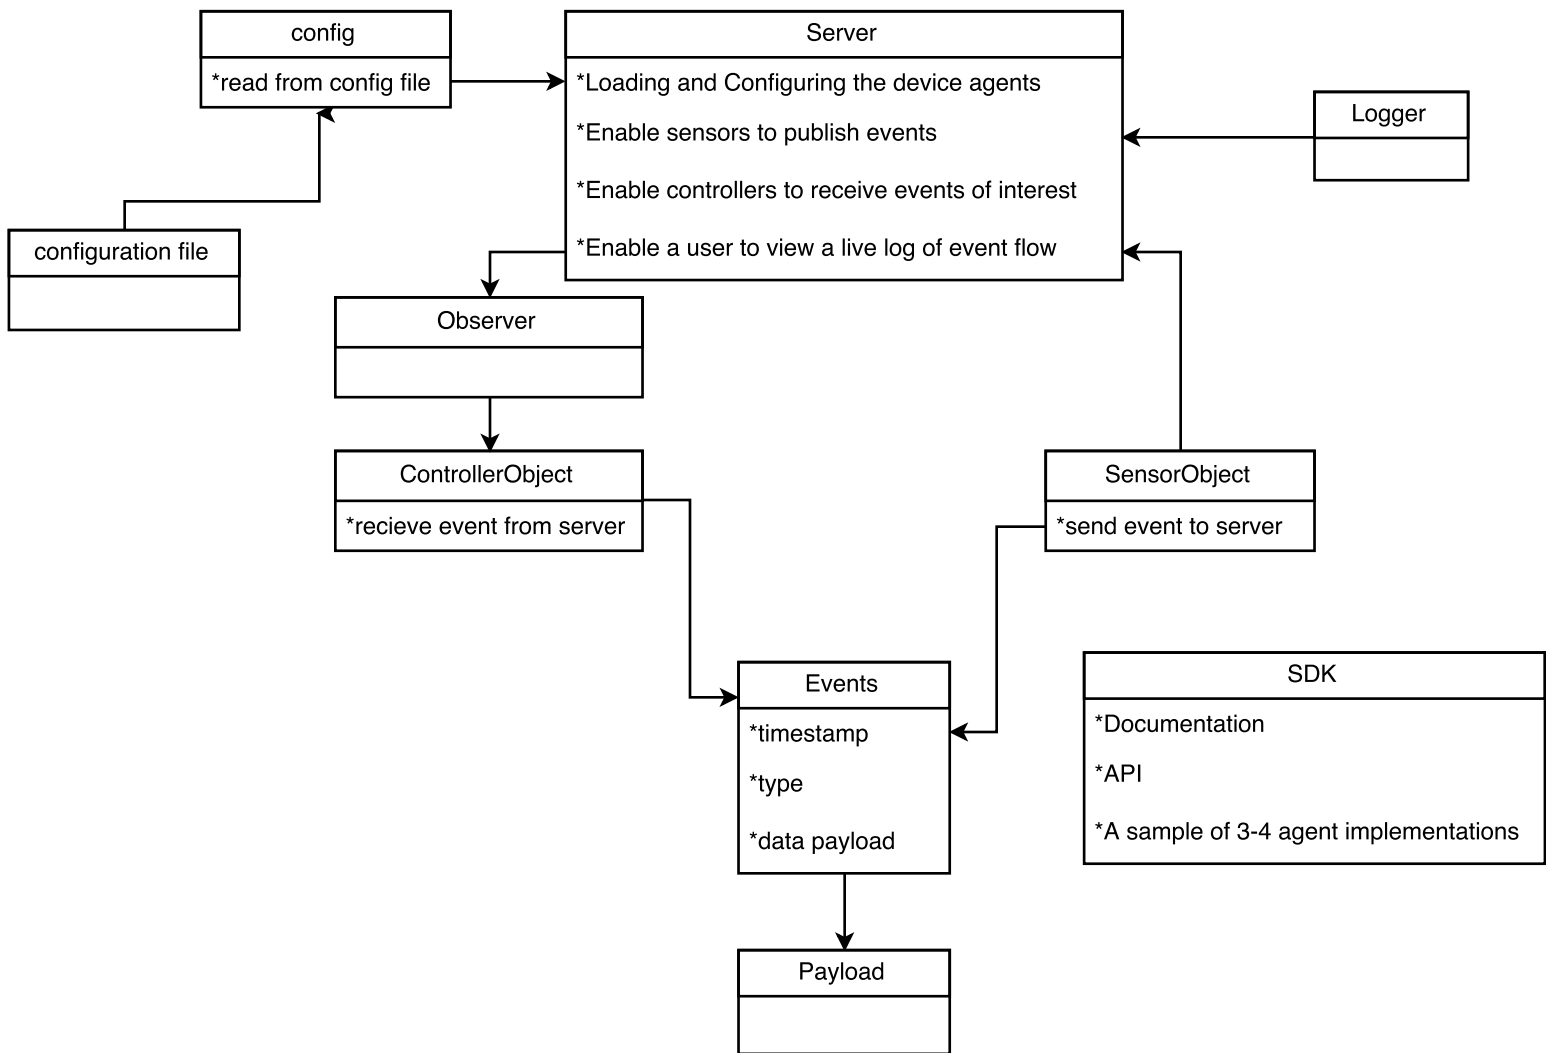 config
*read from config file
Server
*Loading and Configuring the device agents
*Enable sensors to publish events
*Enable controllers to receive events of interest
*Enable a user to view a live log of event flow
Logger
configuration file
Observer
ControllerObject
*recieve event from server
SensorObject
*send event to server
Events
*timestamp
*type
*data payload
SDK
*Documentation
*API
*A sample of 3-4 agent implementations
Payload